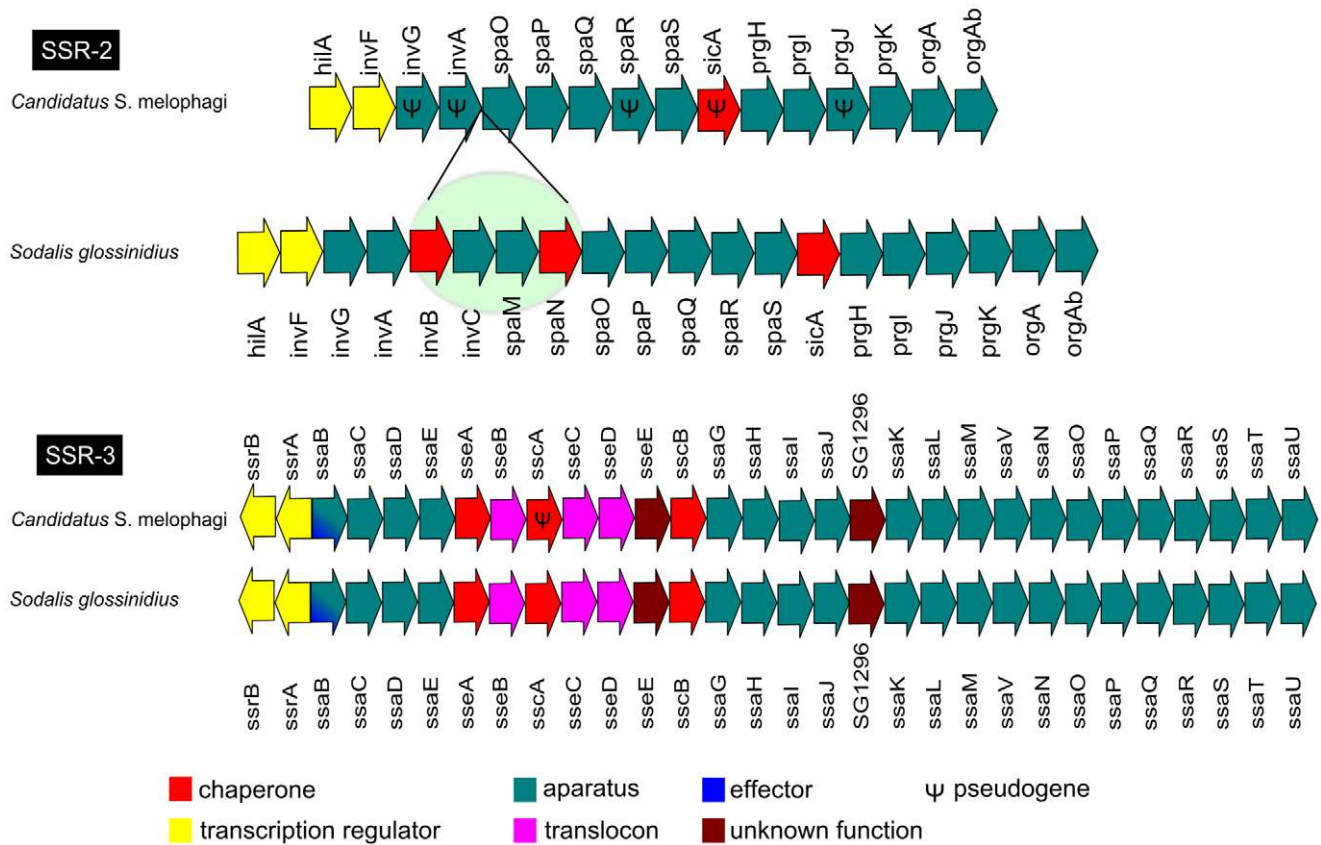 SSR-2
hilA invF invG invA spaO spaP spaQ spaR spaS sicA prgH prgI prgJ prgK orgA orgAb
Candidatus S. melophagi
Ψ Ψ Ψ Ψ Ψ
Sodalis glossinidius
hilA invF invG invA invB invC spaM spaN spaO spaP spaQ spaR spaS sicA prgH prgI prgJ prgK orgA orgAb
SSR-3
ssrB ssrA ssaB ssaC ssaD ssaE sseA sseB sscA sseC sseD sseE sscB ssaG ssaH ssaI ssaJ SG1296 ssaK ssaL ssaM ssaV ssaN ssaO ssaP ssaQ ssaR ssaS ssaT ssaU
Candidatus S. melophagi
Ψ
Sodalis glossinidius
ssrB ssrA ssaB ssaC ssaD ssaE sseA sseB sscA sseC sseD sseE sscB ssaG ssaH ssaI ssaJ SG1296 ssaK ssaL ssaM ssaV ssaN ssaO ssaP ssaQ ssaR ssaS ssaT ssaU
chaperone aparatus effector Ψ pseudogene
transcription regulator translocon unknown function